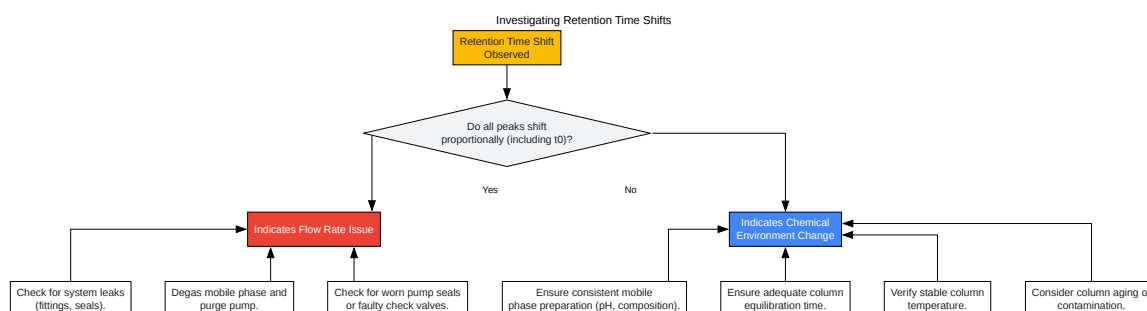 Investigating Retention Time Shifts
Retention Time Shift
Observed
Do all peaks shift
proportionally (including t0)?
Yes
No
Indicates Flow Rate Issue
Indicates Chemical
Environment Change
Check for system leaks
(fittings, seals).
Degas mobile phase and
purge pump.
Check for worn pump seals
or faulty check valves.
Ensure consistent mobile
phase preparation (pH, composition).
Ensure adequate column
equilibration time.
Verify stable column
temperature.
Consider column aging o
contamination.